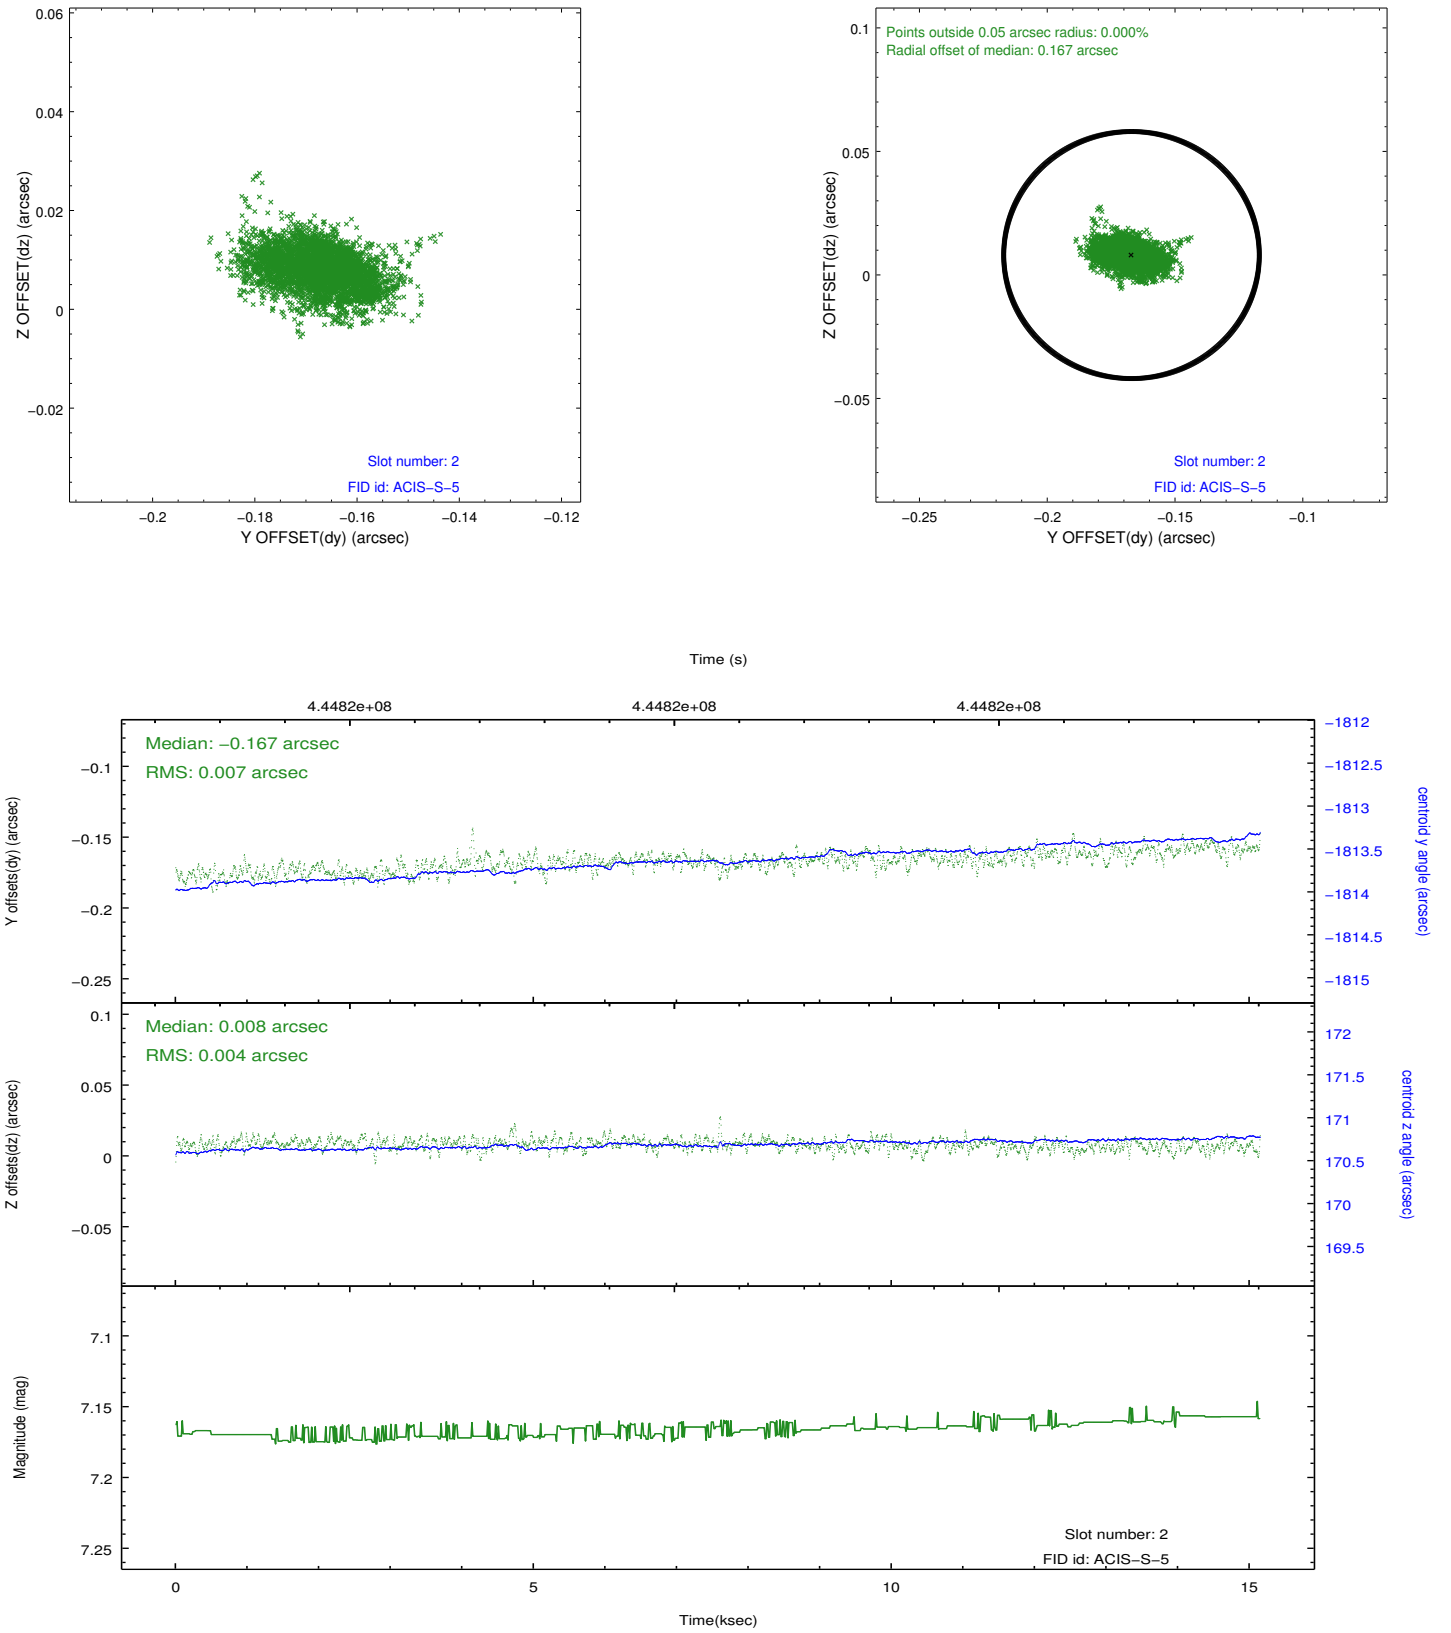 0.06
0.04
0.02
0
−0.02
Z OFFSET(dz) (arcsec)
Slot number: 2
FID id: ACIS−S−5
−0.2
−0.18
−0.16
−0.14
−0.12
Y OFFSET(dy) (arcsec)
Points outside 0.05 arcsec radius: 0.000%
Radial offset of median: 0.167 arcsec
0.1
0.05
0
−0.05
Z OFFSET(dz) (arcsec)
Slot number: 2
FID id: ACIS−S−5
−0.25
−0.2
−0.15
−0.1
Y OFFSET(dy) (arcsec)
Time (s)
4.4482e+08
4.4482e+08
4.4482e+08
Median: −0.167 arcsec
RMS: 0.007 arcsec
−0.1
−0.15
−0.2
−0.25
Y offsets(dy) (arcsec)
−1812
−1812.5
−1813
−1813.5
−1814
−1814.5
−1815
centroid y angle (arcsec)
Median: 0.008 arcsec
RMS: 0.004 arcsec
0.1
0.05
0
−0.05
Z offsets(dz) (arcsec)
172
171.5
171
170.5
170
169.5
centroid z angle (arcsec)
7.1
7.15
7.2
7.25
Magnitude (mag)
Slot number: 2
FID id: ACIS−S−5
0
5
10
15
Time(ksec)